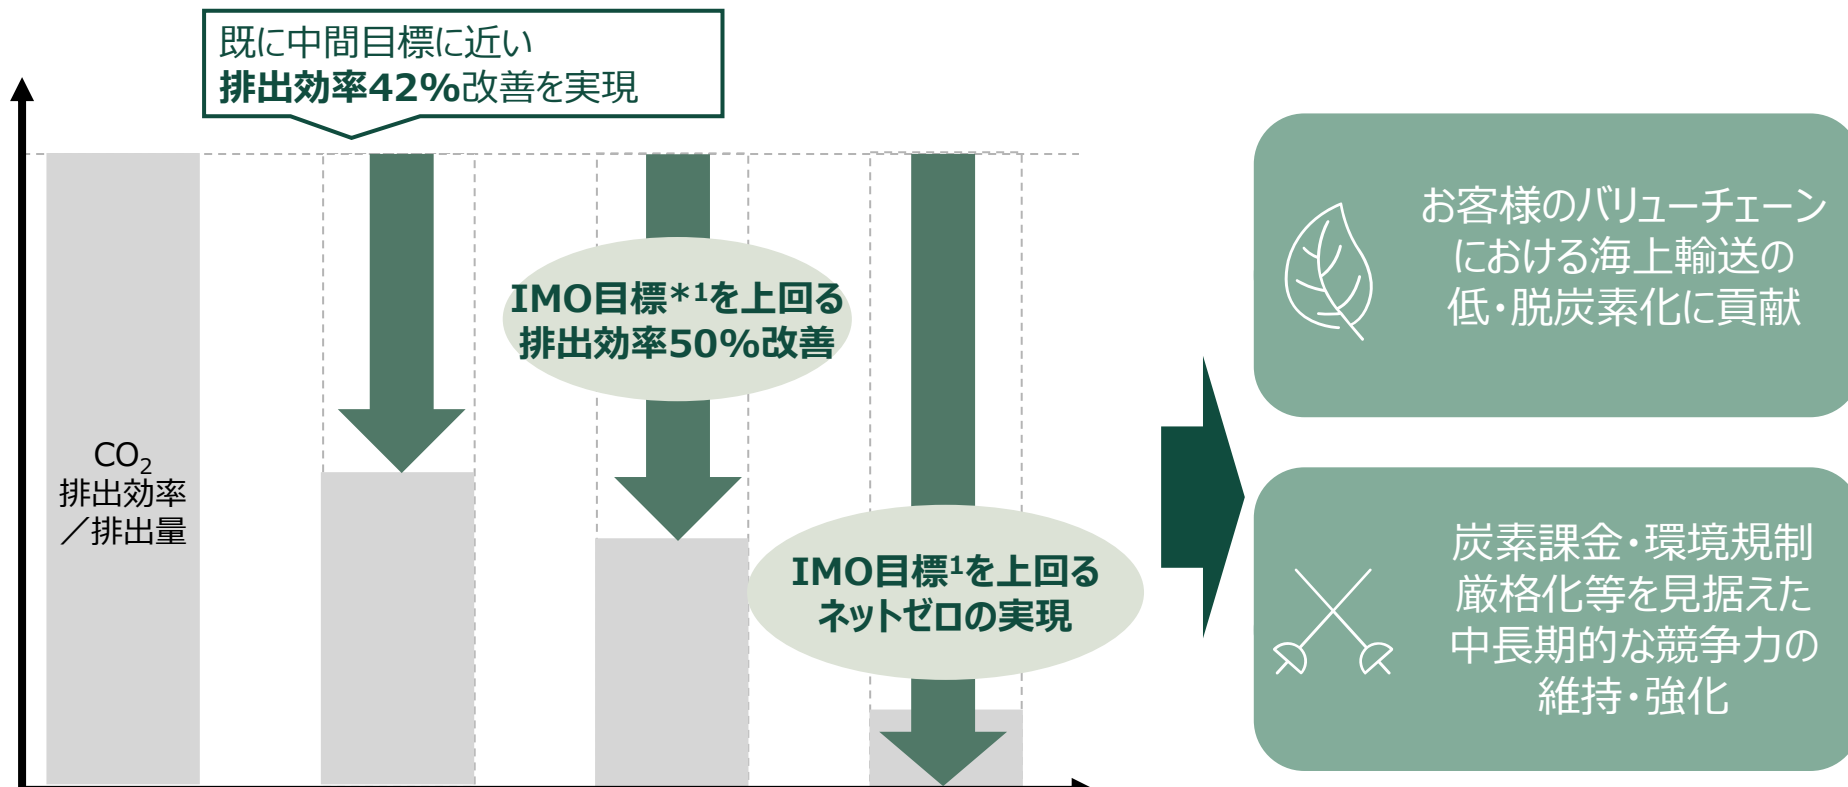 既に中間目標に近い
排出効率42%改善を実現
CO2
排出効率
／排出量
IMO目標*1を上回る
排出効率50%改善
IMO目標1を上回る
ネットゼロの実現
お客様のバリューチェーン
における海上輸送の
低・脱炭素化に貢献
炭素課金・環境規制
厳格化等を見据えた
中長期的な競争力の
維持・強化